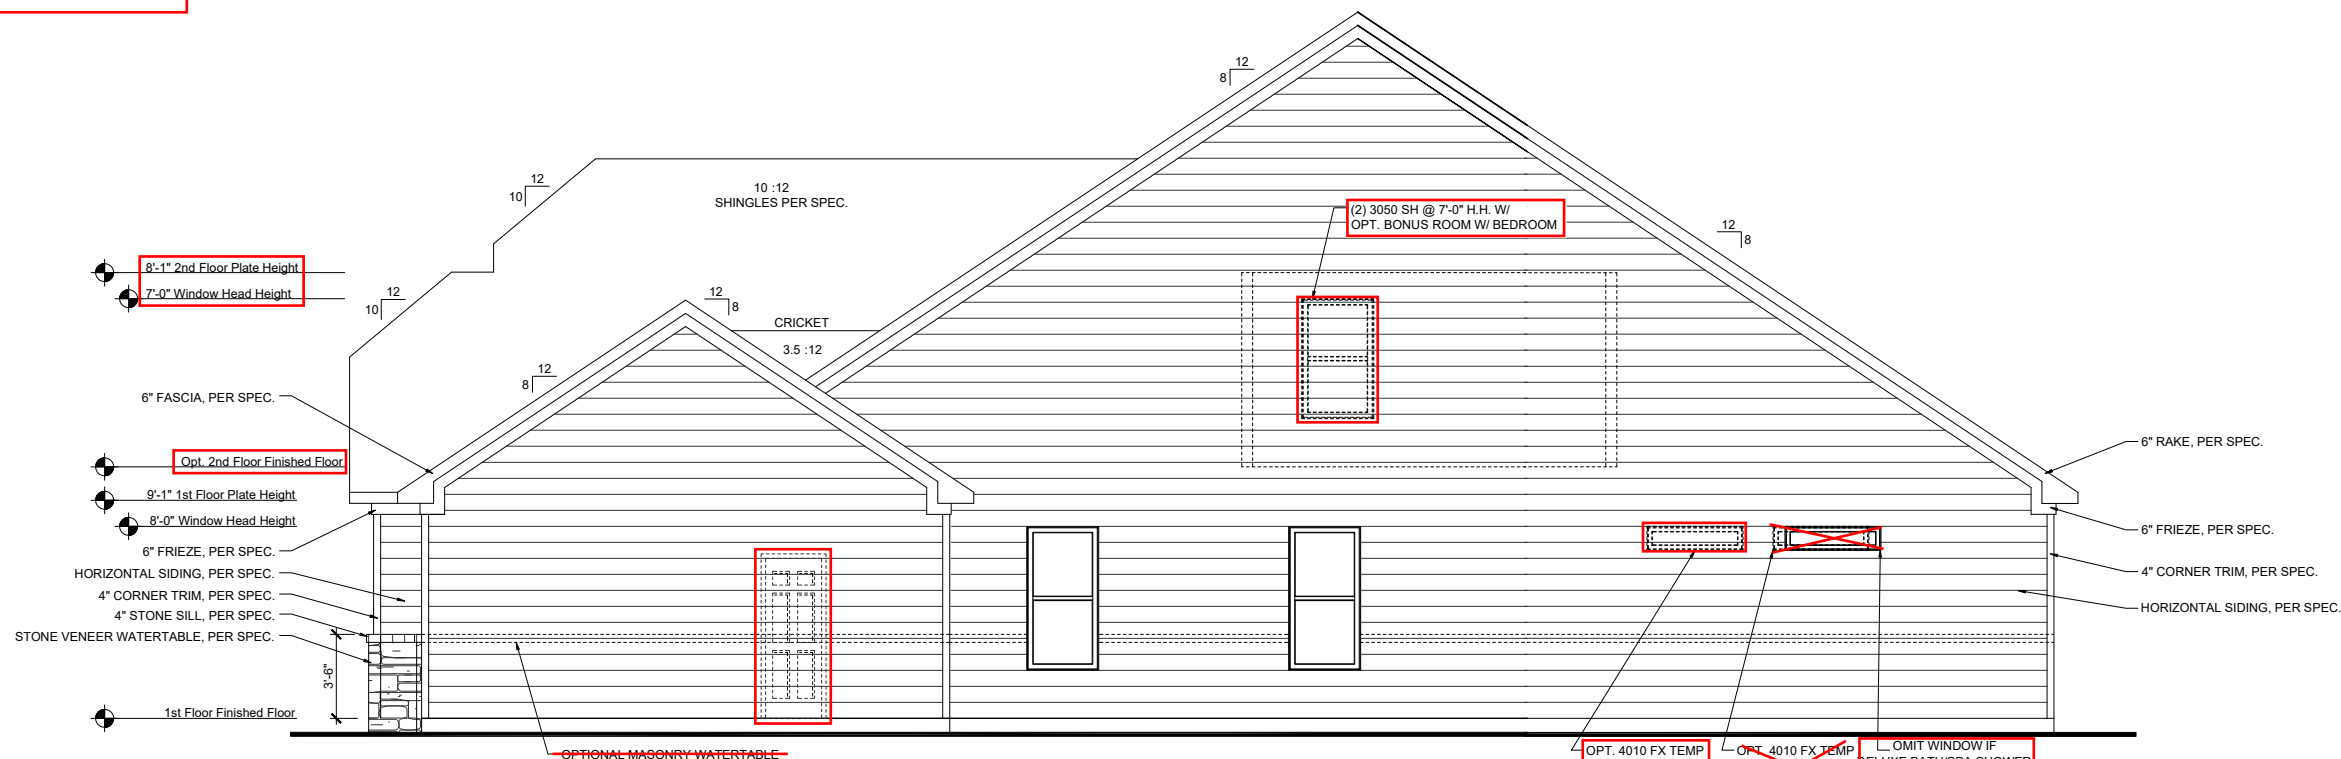 12
8
12
10
10 :12
SHINGLES PER SPEC.
(2) 3050 SH @ 7'-0" H.H. W/
OPT. BONUS ROOM W/ BEDROOM
12
8
8'-1" 2nd Floor Plate Height
7'-0" Window Head Height
12
10
12
8
CRICKET
3.5 :12
12
8
6" FASCIA, PER SPEC.
6" RAKE, PER SPEC.
Opt. 2nd Floor Finished Floor
9'-1" 1st Floor Plate Height
8'-0" Window Head Height
6" FRIEZE, PER SPEC.
6" FRIEZE, PER SPEC.
HORIZONTAL SIDING, PER SPEC.
4" CORNER TRIM, PER SPEC.
4" CORNER TRIM, PER SPEC.
HORIZONTAL SIDING, PER SPEC.
4" STONE SILL, PER SPEC.
STONE VENEER WATERTABLE, PER SPEC.
3'-6"
1st Floor Finished Floor
OPTIONAL MASONRY WATERTABLE
OPT. 4010 FX TEMP
OPT. 4010 FX TEMP
OMIT WINDOW IF
DELUXE BATH/SPA SHOWER